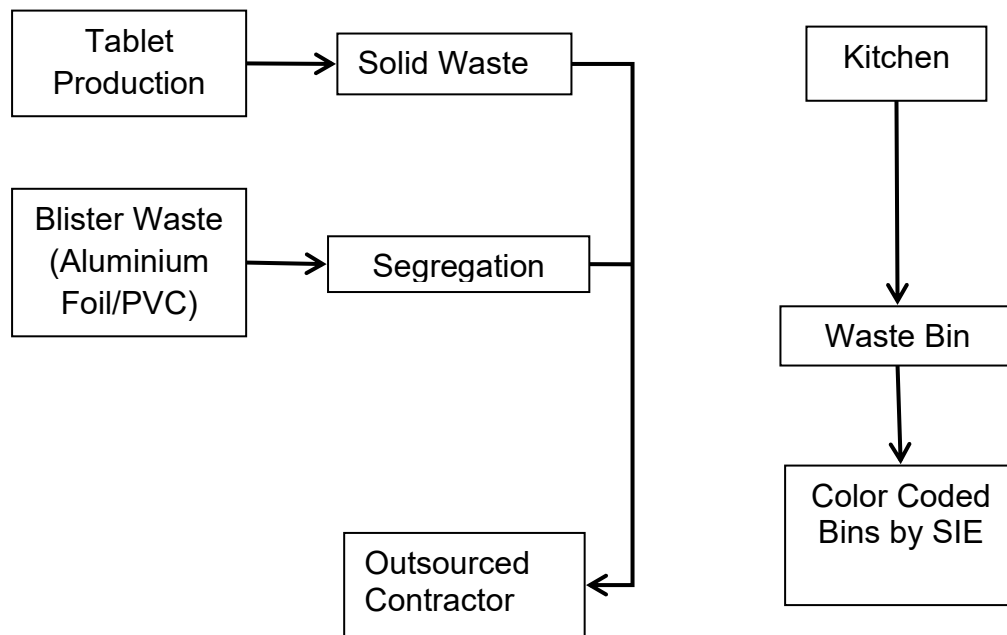 Tablet
Production
Solid Waste
Kitchen
Blister Waste
(Aluminium
Foil/PVC)
Segregation
Waste Bin
Color Coded
Bins by SIE
Outsourced
Contractor